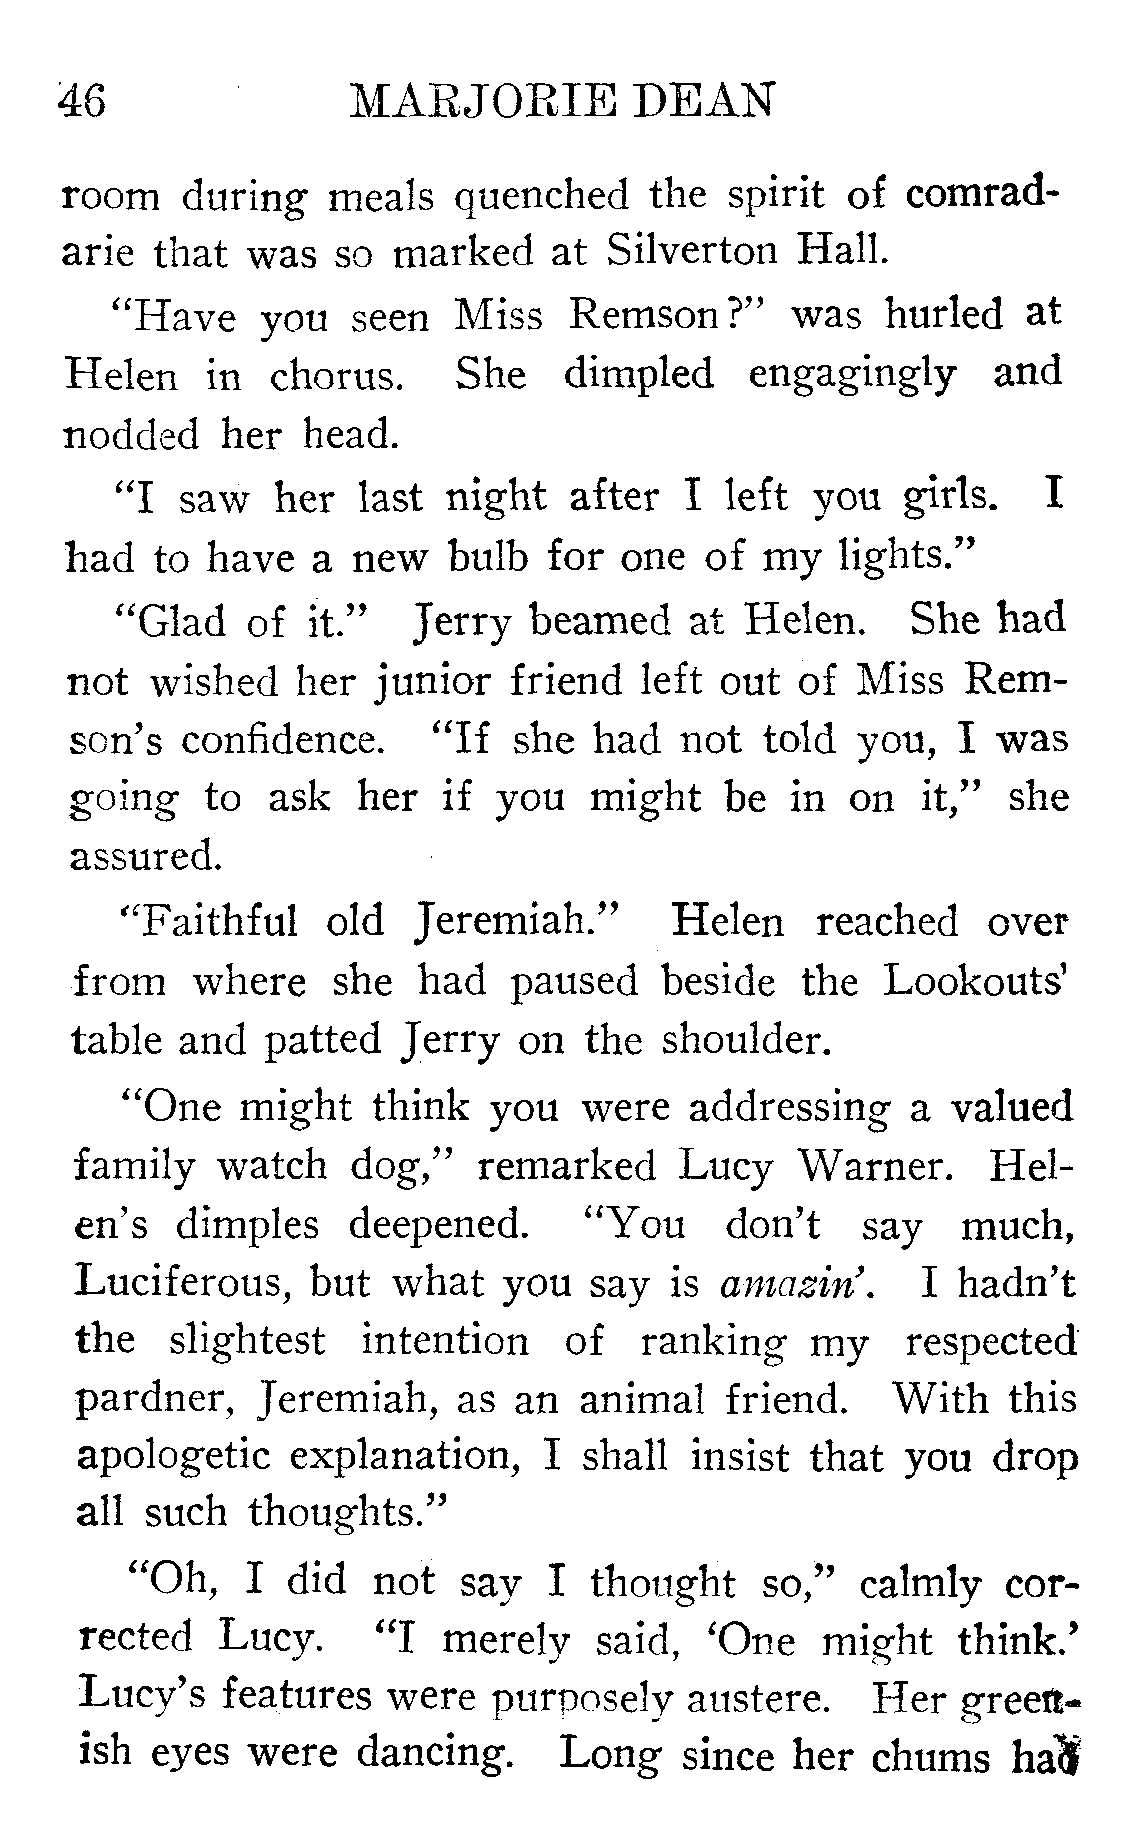 46 MARJORIE DEAN
room during meals quenched the spirit of comrad-
arie that was so marked at Silverton Hall.
“Have you seen Miss Remson?” was hurled at
Helen in chorus. She dimpled engagingly and
nodded her head.
“I saw her last night after I left you girls. I
had to have a new bulb for one of my lights.”
“Glad of it.” Jerry beamed at Helen. She had
not wished her junior friend left out of Miss Rem-
son’s confidence. “If she had not told you, I was
going to ask her if you might be in on it,” she
assured.
“Faithful old Jeremiah.” Helen reached over
from where she had paused beside the Lookouts’
table and patted Jerry on the shoulder.
“One might think you were addressing a valued
family watch dog,” remarked Lucy Warner. Hel-
en’s dimples deepened. “You don’t say much,
Luciferous, but what you say is amazin’. I hadn’t
the slightest intention of ranking my respected
pardner, Jeremiah, as an animal friend. With this
apologetic explanation, I shall insist that you drop
all such thoughts.”
“Oh, I did not say I thought so,” calmly cor-
rected Lucy. “I merely said, ‘One might think.’
Lucy’s features were purposely austere. Her green-
ish eyes were dancing. Long since her chums had